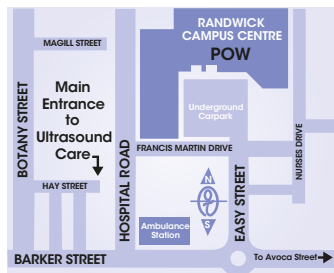 RANDWICK
CAMPUS CENTRE
POW
MAGILL STREET
Main
Entrance
to
Ultrasound
Care
Underground
Carpark
BOTANY STREET
HOSPITAL ROAD
FRANCIS MARTIN DRIVE
NURSES DRIVE
HAY STREET
N
S
EASY STREET
Ambulance
Station
BARKER STREET
To Avoca Street